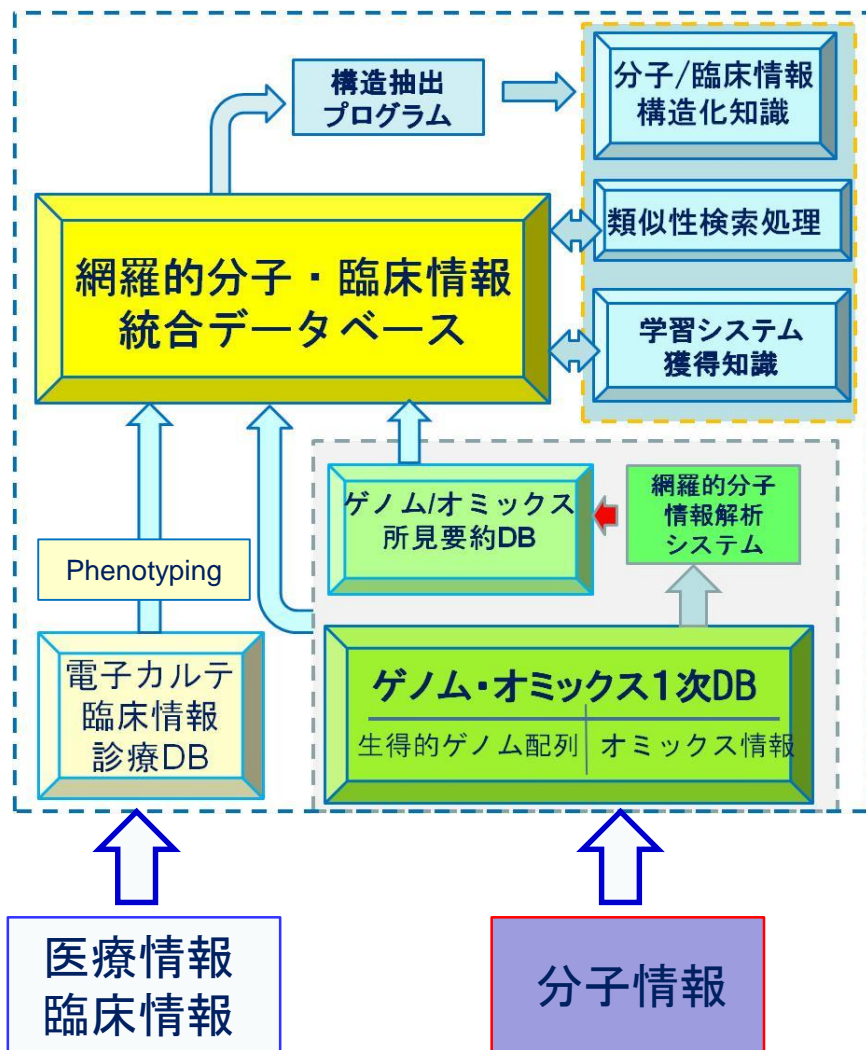 構造抽出
プログラム
分子/臨床情報
構造化知識
網羅的分子・臨床情報
統合データベース
類似性検索処理
学習システム
獲得知識
ゲノム/オミックス
所見要約DB
網羅的分子
情報解析
システム
Phenotyping
電子カルテ
臨床情報
診療DB
ゲノム・オミックス1次DB
生得的ゲノム配列
オミックス情報
医療情報
臨床情報
分子情報